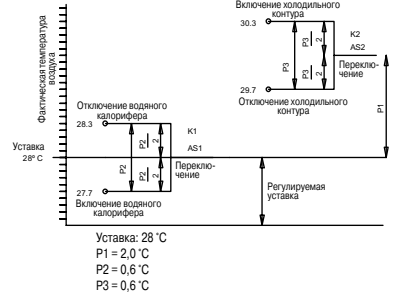 Включение холодильного
контура
30.3
K2
AS2
P3
2
P3
P3
2
Переклю-
чение
P1
29.7
Отключение холодильного
контура
Фактическая температура
воздуха
Отключение водяного
калорифера
28.3
K1
P2
2
AS1
Уставка
28° C
P2
P2
2
Переклю-
чение
27.7
Включение водяного
калорифера
Регулируемая
уставка
Уставка: 28 ˚C
P1 = 2,0 ˚C
P2 = 0,6 ˚C
P3 = 0,6 ˚C